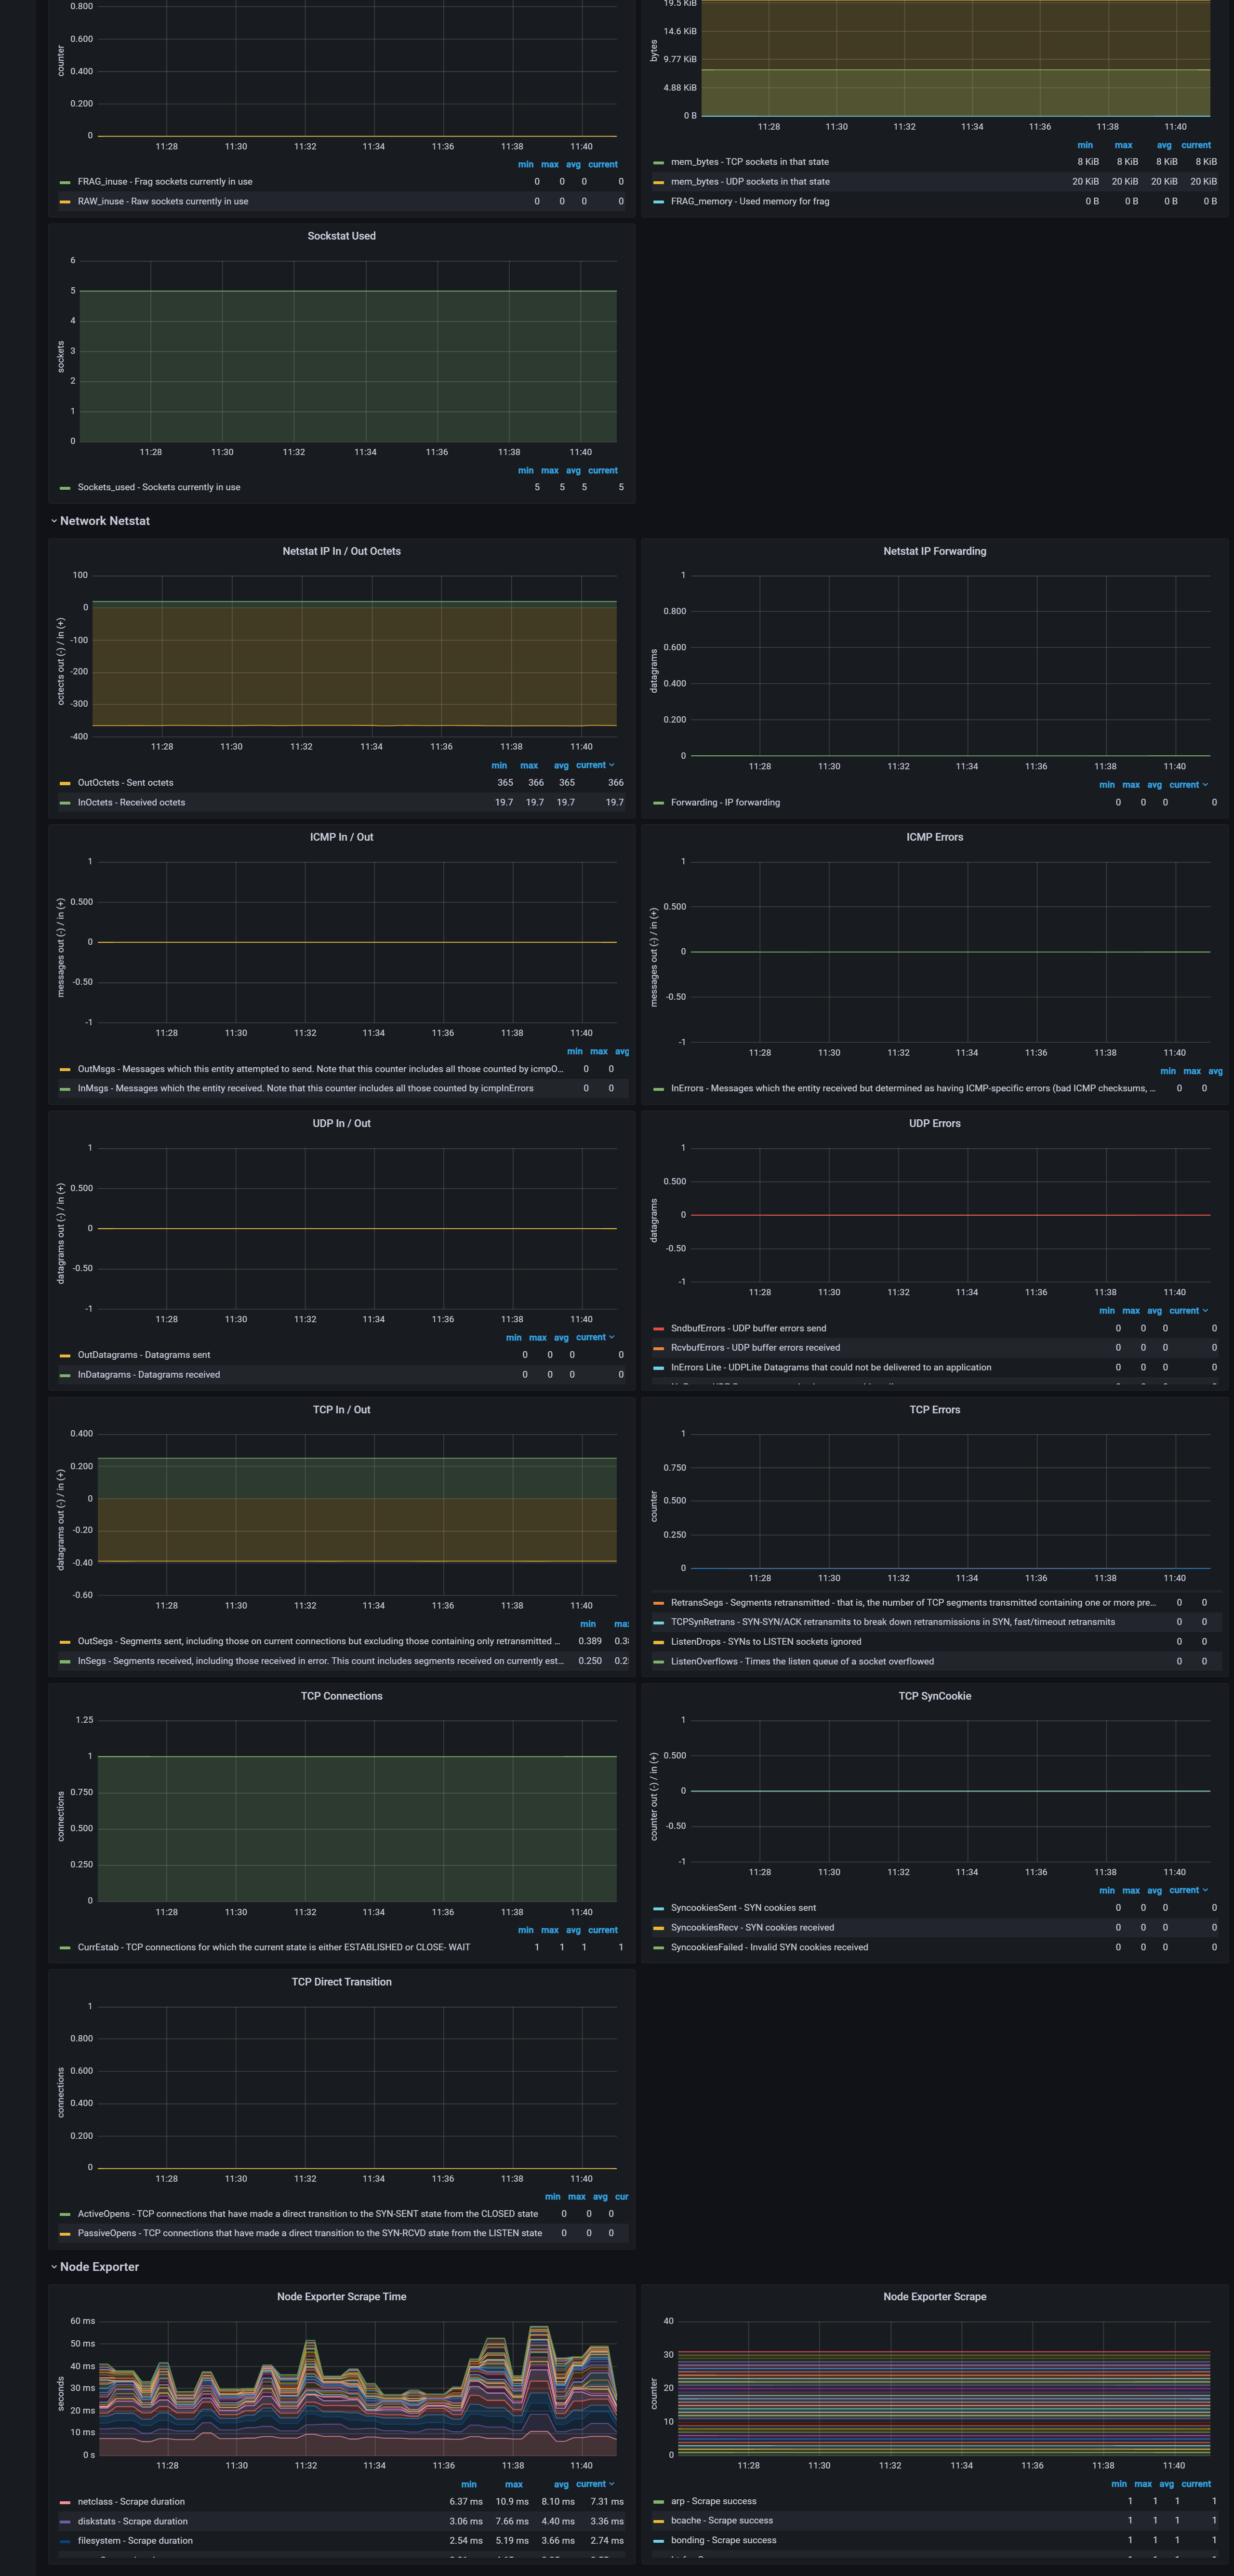 0.800
0.600
0.400
0.200
0
counter
11:28 11:30 11:32 11:34 11:36 11:38 11:40
min max avg current
FRAG_inuse - Frag sockets currently in use 0 0 0 0
RAW_inuse - Raw sockets currently in use 0 0 0 0
19.5 KiB
14.6 KiB
9.77 KiB
4.88 KiB
0 B
bytes
11:28 11:30 11:32 11:34 11:36 11:38 11:40
min max avg current
mem_bytes - TCP sockets in that state 8 KiB 8 KiB 8 KiB 8 KiB
mem_bytes - UDP sockets in that state 20 KiB 20 KiB 20 KiB 20 KiB
FRAG_memory - Used memory for frag 0 B 0 B 0 B 0 B
Sockstat Used
6
5
4
3
2
1
0
sockets
11:28 11:30 11:32 11:34 11:36 11:38 11:40
min max avg current
Sockets_used - Sockets currently in use 5 5 5 5
Network Netstat
Netstat IP In / Out Octets
100
0
-100
-200
-300
-400
octects out (-) / in (+)
11:28 11:30 11:32 11:34 11:36 11:38 11:40
min max avg current
OutOctets - Sent octets 365 366 365 366
InOctets - Received octets 19.7 19.7 19.7 19.7
Netstat IP Forwarding
1
0.800
0.600
0.400
0.200
0
datagrams
11:28 11:30 11:32 11:34 11:36 11:38 11:40
min max avg current
Forwarding - IP forwarding 0 0 0 0
ICMP In / Out
1
0.500
0
-0.50
-1
messages out (-) / in (+)
11:28 11:30 11:32 11:34 11:36 11:38 11:40
min max avg
OutMsgs - Messages which this entity attempted to send. Note that this counter includes all those counted by icmpO... 0 0
InMsgs - Messages which the entity received. Note that this counter includes all those counted by icmpInErrors 0 0
ICMP Errors
1
0.500
0
-0.50
-1
messages out (-) / in (+)
11:28 11:30 11:32 11:34 11:36 11:38 11:40
min max avg
InErrors - Messages which the entity received but determined as having ICMP-specific errors (bad ICMP checksums, ... 0 0
UDP In / Out
1
0.500
0
-0.50
-1
datagrams out (-) / in (+)
11:28 11:30 11:32 11:34 11:36 11:38 11:40
min max avg current
OutDatagrams - Datagrams sent 0 0 0 0
InDatagrams - Datagrams received 0 0 0 0
UDP Errors
1
0.500
0
-0.50
-1
datagrams
11:28 11:30 11:32 11:34 11:36 11:38 11:40
min max avg current
SndbufErrors - UDP buffer errors send 0 0 0 0
RcvbufErrors - UDP buffer errors received 0 0 0 0
InErrors Lite - UDPLite Datagrams that could not be delivered to an application 0 0 0 0
TCP In / Out
0.400
0.200
0
-0.20
-0.40
-0.60
datagrams out (-) / in (+)
11:28 11:30 11:32 11:34 11:36 11:38 11:40
min
OutSegs - Segments sent, including those on current connections but excluding those containing only retransmitted ... 0.389
InSegs - Segments received, including those received in error. This count includes segments received on currently est... 0.250
TCP Errors
1
0.750
0.500
0.250
0
counter
11:28 11:30 11:32 11:34 11:36 11:38 11:40
RetransSegs - Segments retransmitted - that is, the number of TCP segments transmitted containing one or more pre... 0 0
TCPSynRetrans - SYN-SYN/ACK retransmits to break down retransmissions in SYN, fast/timeout retransmits 0 0
ListenDrops - SYNs to LISTEN sockets ignored 0 0
ListenOverflows - Times the listen queue of a socket overflowed 0 0
TCP Connections
1.25
1
0.750
0.500
0.250
0
connections
11:28 11:30 11:32 11:34 11:36 11:38 11:40
min max avg current
CurrEstab - TCP connections for which the current state is either ESTABLISHED or CLOSE- WAIT 1 1 1 1
TCP SynCookie
1
0.500
0
-0.50
-1
counter out (-) / in (+)
11:28 11:30 11:32 11:34 11:36 11:38 11:40
min max avg current
SyncookiesSent - SYN cookies sent 0 0 0 0
SyncookiesRecv - SYN cookies received 0 0 0 0
SyncookiesFailed - Invalid SYN cookies received 0 0 0 0
TCP Direct Transition
1
0.800
0.600
0.400
0.200
0
connections
11:28 11:30 11:32 11:34 11:36 11:38 11:40
min max avg cur
ActiveOpens - TCP connections that have made a direct transition to the SYN-SENT state from the CLOSED state 0 0 0
PassiveOpens - TCP connections that have made a direct transition to the SYN-RCVD state from the LISTEN state 0 0 0
Node Exporter
Node Exporter Scrape Time
60 ms
50 ms
40 ms
30 ms
20 ms
10 ms
0 s
seconds
11:28 11:30 11:32 11:34 11:36 11:38 11:40
min max avg current
netclass - Scrape duration 6.37 ms 10.9 ms 8.10 ms 7.31 ms
diskstats - Scrape duration 3.06 ms 7.66 ms 4.40 ms 3.36 ms
filesystem - Scrape duration 2.54 ms 5.19 ms 3.66 ms 2.74 ms
Node Exporter Scrape
40
30
20
10
0
counter
11:28 11:30 11:32 11:34 11:36 11:38 11:40
min max avg current
arp - Scrape success 1 1 1 1
bcache - Scrape success 1 1 1 1
bonding - Scrape success 1 1 1 1